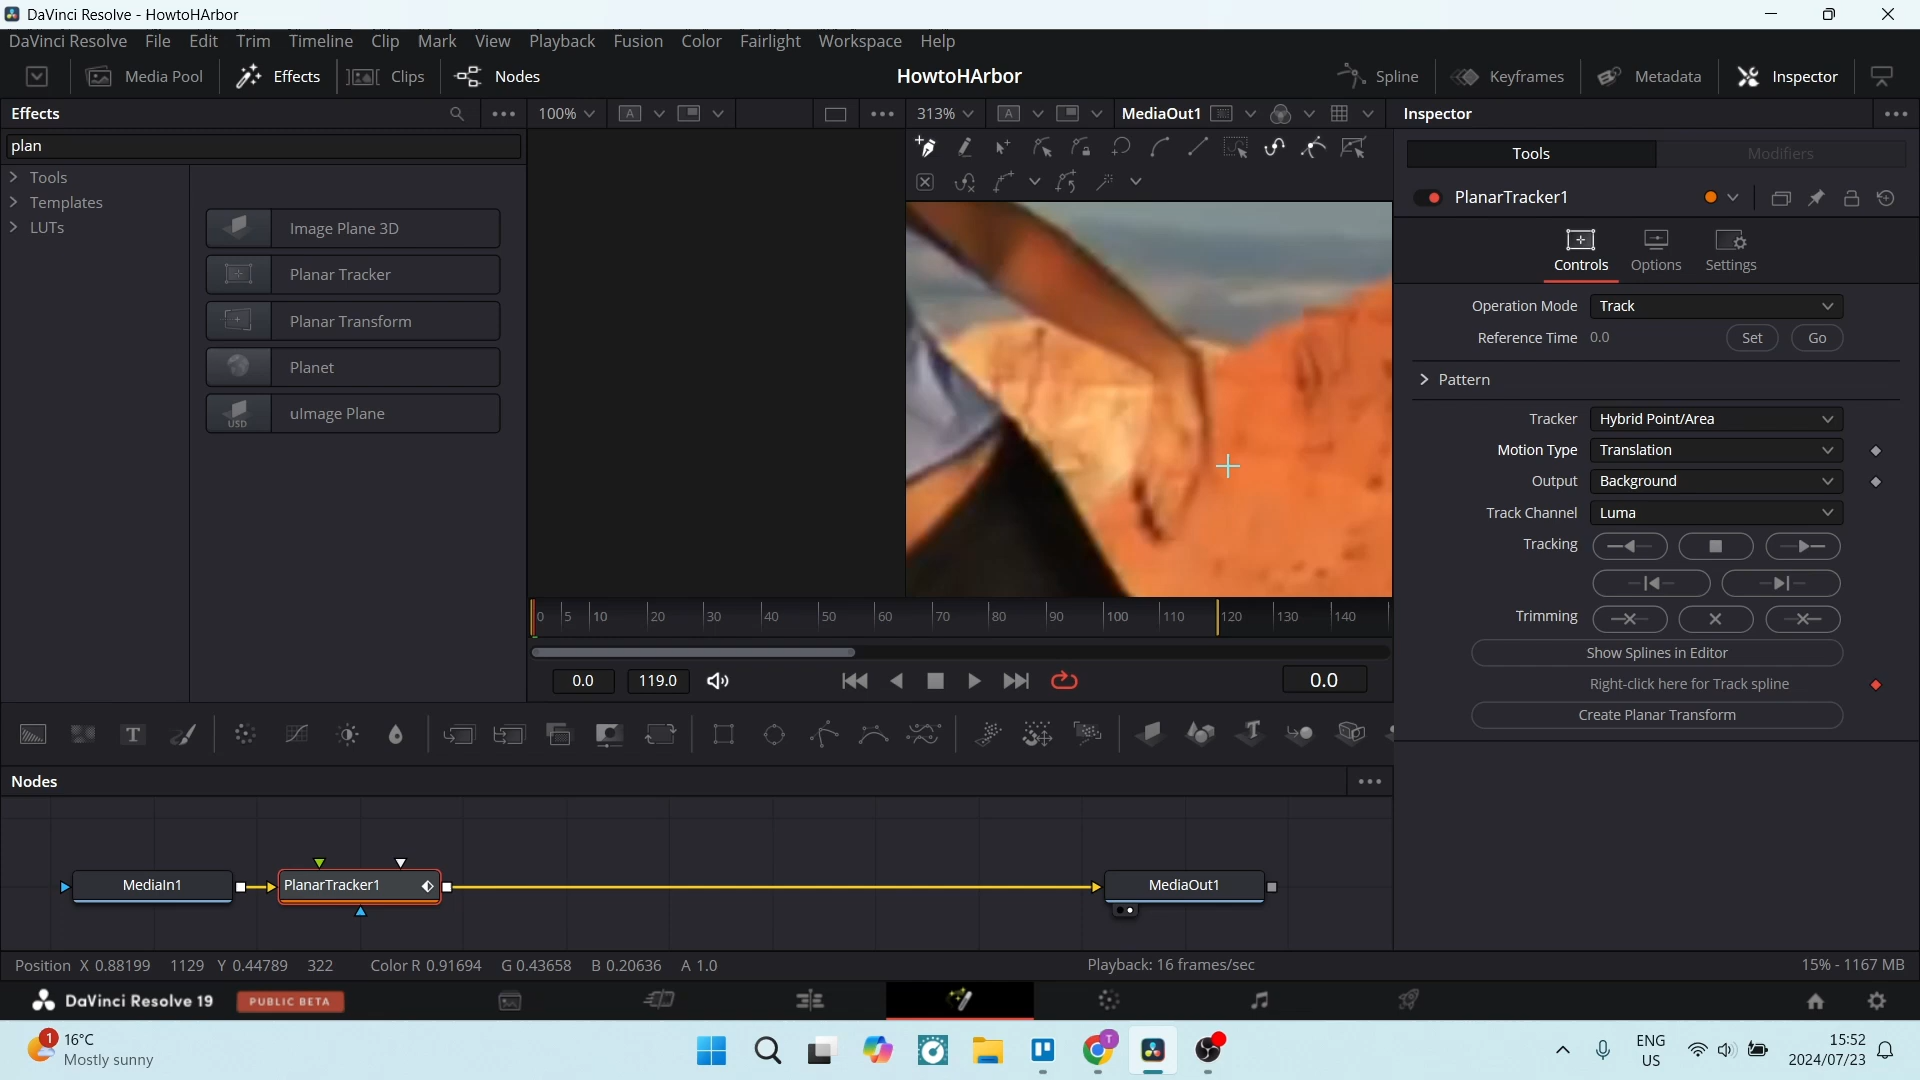 DaVinci Resolve - HowtoHArbor
DaVinci Resolve File Edit Trim Timeline Clip Mark View Playback Fusion Color Fairlight Workspace Help
Media Pool Effects Clips Nodes HowtoHArbor Spline Keyframes Metadata Inspector
Effects 100% A 313% A MediaOut1 Inspector
plan
Tools Modifiers
Tools
Templates
LUTs
PlanarTracker1
Image Plane 3D
Planar Tracker
Planar Transform
Planet
USD uImage Plane
Controls Options Settings
Operation Mode Track
Reference Time 0.0 Set Go
Pattern
Tracker Hybrid Point/Area
Motion Type Translation
Output Background
Track Channel Luma
Tracking
Trimming
Show Splines in Editor
Right-click here for Track spline
Create Planar Transform
0 5 10 20 30 40 50 60 70 80 90 100 110 120 130 140
0.0 119.0 0.0
T T
Nodes
MediaIn1 PlanarTracker1 MediaOut1
Position X 0.88199 1129 Y 0.44789 322 Color R 0.91694 G 0.43658 B 0.20636 A 1.0 Playback: 16 frames/sec 15% - 1167 MB
DaVinci Resolve 19 PUBLIC BETA
1 16°C
Mostly sunny
T
ENG
US
15:52
2024/07/23